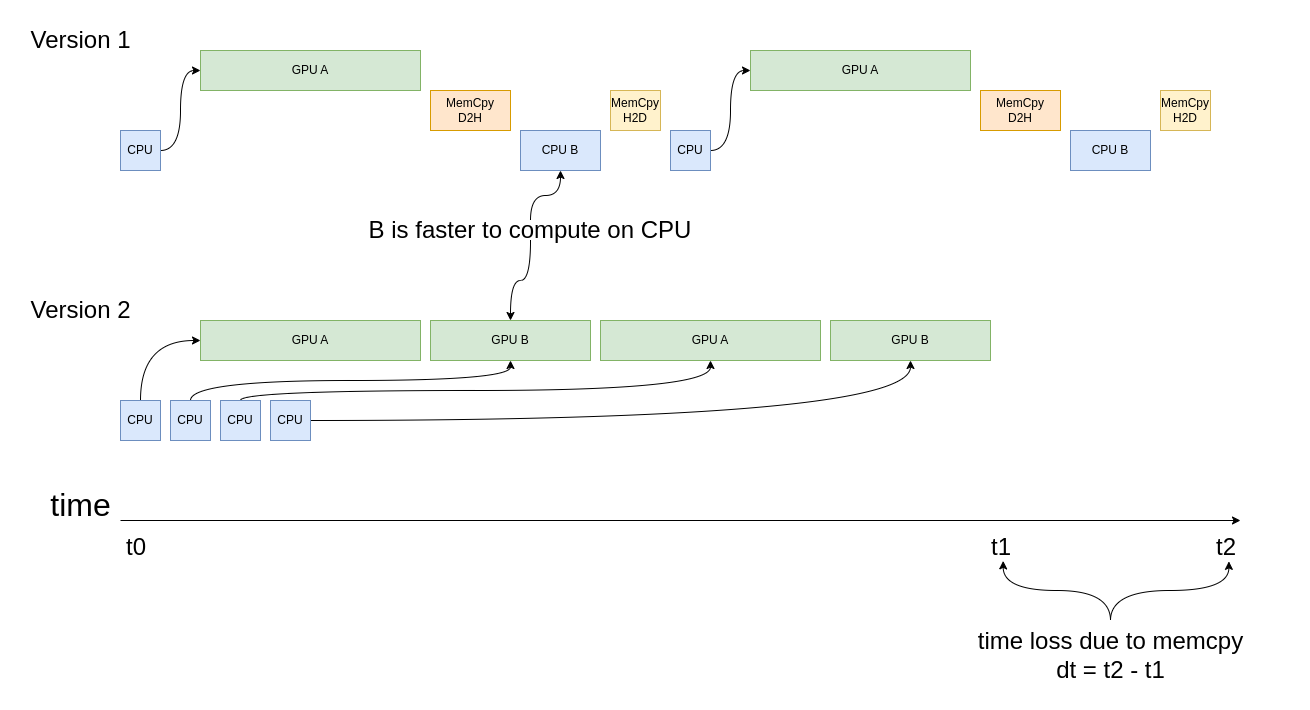 Version 1
GPU A
GPU A
MemCpy
D2H
MemCpy
H2D
MemCpy
D2H
MemCpy
H2D
CPU
CPU B
CPU
CPU B
B is faster to compute on CPU
Version 2
GPU A
GPU B
GPU A
GPU B
CPU
CPU
CPU
CPU
time
t0
t1
t2
time loss due to memcpy
dt = t2 - t1